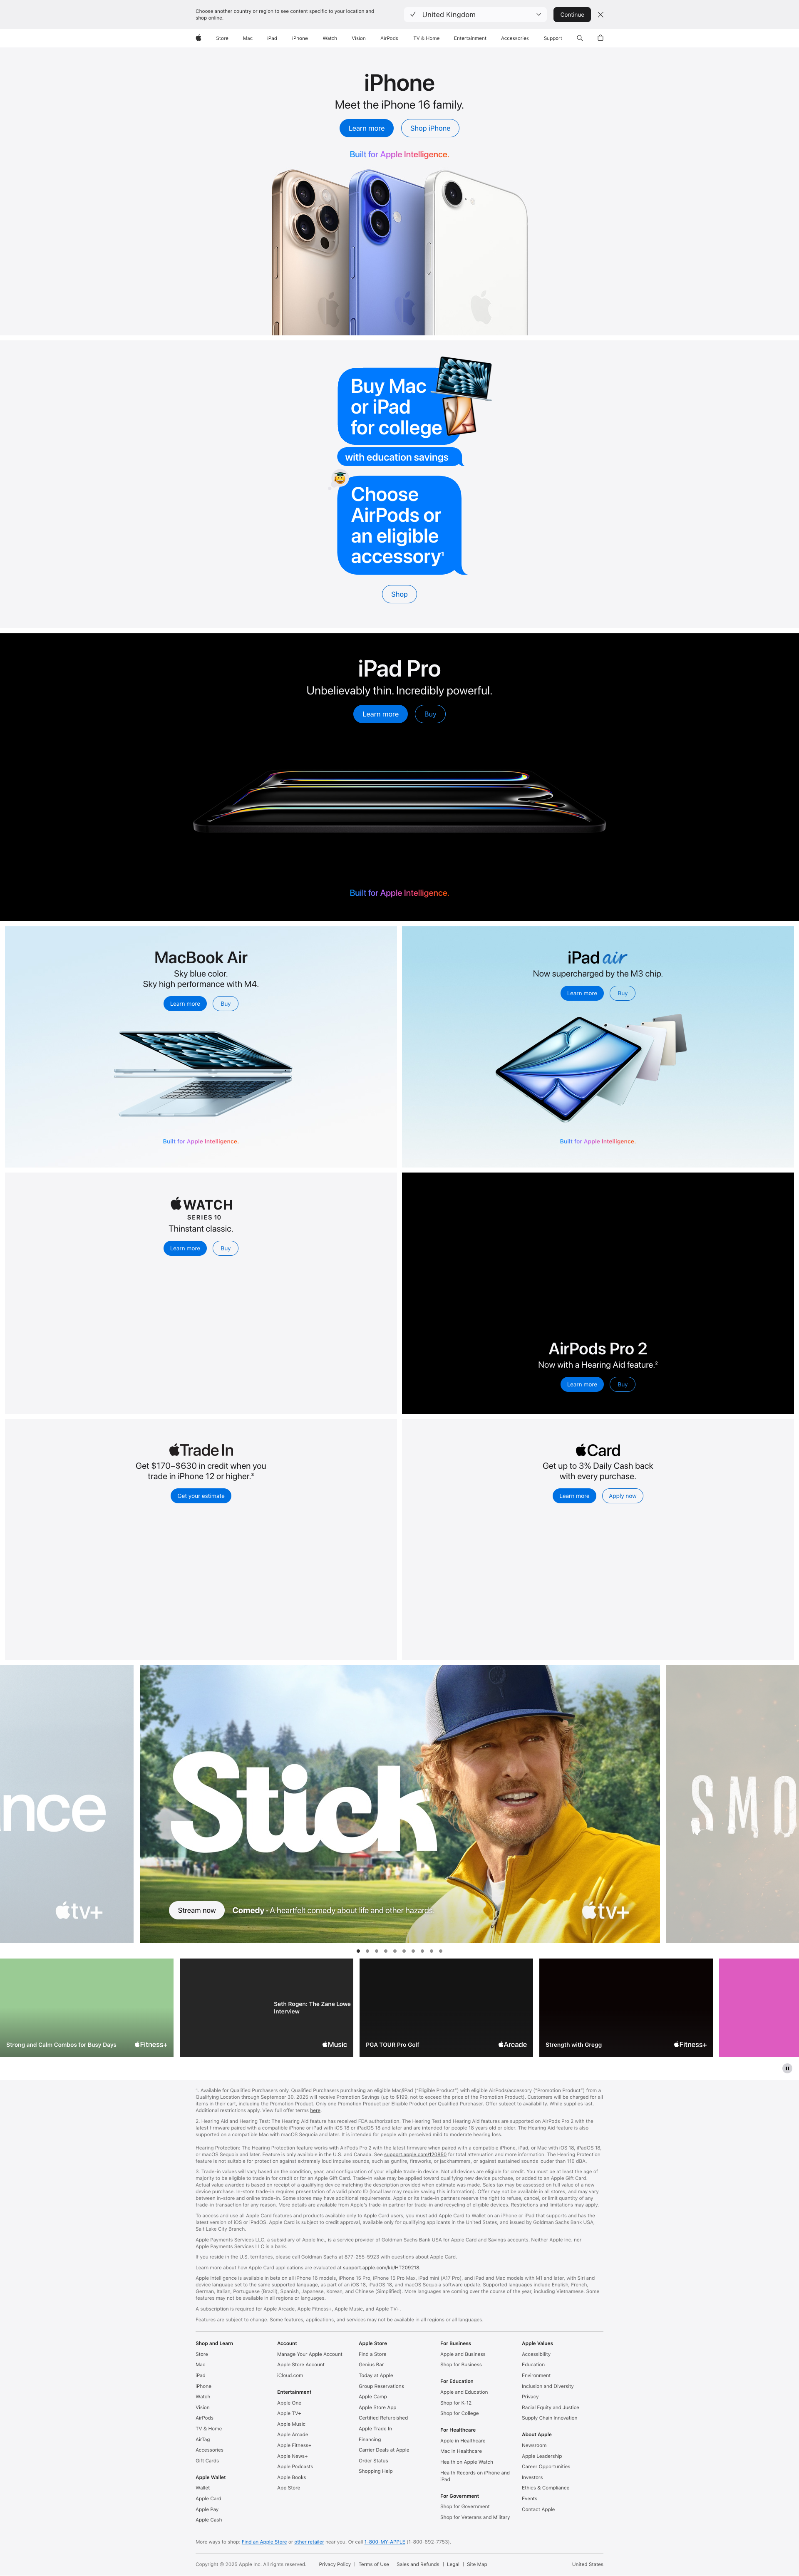 Choose another country or region to see content specific to your location and
shop online.
United Kingdom
Continue
Store
Mac
iPad
iPhone
Watch
Vision
AirPods
TV & Home
Entertainment
Accessories
Support
iPhone
Meet the iPhone 16 family.
Learn more
Shop iPhone
Built for Apple Intelligence.
Buy Mac
or iPad
for college
with education savings
Choose
AirPods or
an eligible
accessory¹
Shop
iPad Pro
Unbelievably thin. Incredibly powerful.
Learn more
Buy
Built for Apple Intelligence.
MacBook Air
Sky blue color.
Sky high performance with M4.
Learn more
Buy
Built for Apple Intelligence.
iPad air
Now supercharged by the M3 chip.
Learn more
Buy
Built for Apple Intelligence.
WATCH
SERIES 10
Thinstant classic.
Learn more
Buy
AirPods Pro 2
Now with a Hearing Aid feature.²
Learn more
Buy
Trade In
Get $170–$630 in credit when you
trade in iPhone 12 or higher.³
Get your estimate
Card
Get up to 3% Daily Cash back
with every purchase.
Learn more
Apply now
nce
tv+
Stick
Stream now
Comedy - A heartfelt comedy about life and other hazards.
tv+
SMO
Strong and Calm Combos for Busy Days
Fitness+
Seth Rogen: The Zane Lowe
Interview
Music
PGA TOUR Pro Golf
Arcade
Strength with Gregg
Fitness+
1. Available for Qualified Purchasers only. Qualified Purchasers purchasing an eligible Mac/iPad ("Eligible Product") with eligible AirPods/accessory ("Promotion Product") from a
Qualifying Location through September 30, 2025 will receive Promotion Savings (up to $199, not to exceed the price of the Promotion Product). Customers will be charged for all
items in their cart, including the Promotion Product. Only one Promotion Product per Eligible Product per Qualified Purchaser. Offer subject to availability. While supplies last.
Additional restrictions apply. View full offer terms here.
2. Hearing Aid and Hearing Test: The Hearing Aid feature has received FDA authorization. The Hearing Test and Hearing Aid features are supported on AirPods Pro 2 with the
latest firmware paired with a compatible iPhone or iPad with iOS 18 or iPadOS 18 and later and are intended for people 18 years old or older. The Hearing Aid feature is also
supported on a compatible Mac with macOS Sequoia and later. It is intended for people with perceived mild to moderate hearing loss.
Hearing Protection: The Hearing Protection feature works with AirPods Pro 2 with the latest firmware when paired with a compatible iPhone, iPad, or Mac with iOS 18, iPadOS 18,
or macOS Sequoia and later. Feature is only available in the U.S. and Canada. See support.apple.com/120850 for total attenuation and more information. The Hearing Protection
feature is not suitable for protection against extremely loud impulse sounds, such as gunfire, fireworks, or jackhammers, or against sustained sounds louder than 110 dBA.
3. Trade-in values will vary based on the condition, year, and configuration of your eligible trade-in device. Not all devices are eligible for credit. You must be at least the age of
majority to be eligible to trade in for credit or for an Apple Gift Card. Trade-in value may be applied toward qualifying new device purchase, or added to an Apple Gift Card.
Actual value awarded is based on receipt of a qualifying device matching the description provided when estimate was made. Sales tax may be assessed on full value of a new
device purchase. In-store trade-in requires presentation of a valid photo ID (local law may require saving this information). Offer may not be available in all stores, and may vary
between in-store and online trade-in. Some stores may have additional requirements. Apple or its trade-in partners reserve the right to refuse, cancel, or limit quantity of any
trade-in transaction for any reason. More details are available from Apple's trade-in partner for trade-in and recycling of eligible devices. Restrictions and limitations may apply.
To access and use all Apple Card features and products available only to Apple Card users, you must add Apple Card to Wallet on an iPhone or iPad that supports and has the
latest version of iOS or iPadOS. Apple Card is subject to credit approval, available only for qualifying applicants in the United States, and issued by Goldman Sachs Bank USA,
Salt Lake City Branch.
Apple Payments Services LLC, a subsidiary of Apple Inc., is a service provider of Goldman Sachs Bank USA for Apple Card and Savings accounts. Neither Apple Inc. nor
Apple Payments Services LLC is a bank.
If you reside in the U.S. territories, please call Goldman Sachs at 877-255-5923 with questions about Apple Card.
Learn more about how Apple Card applications are evaluated at support.apple.com/kb/HT209218.
Apple Intelligence is available in beta on all iPhone 16 models, iPhone 15 Pro, iPhone 15 Pro Max, iPad mini (A17 Pro), and iPad and Mac models with M1 and later, with Siri and
device language set to the same supported language, as part of an iOS 18, iPadOS 18, and macOS Sequoia software update. Supported languages include English, French,
German, Italian, Portuguese (Brazil), Spanish, Japanese, Korean, and Chinese (Simplified). More languages will be coming over the course of the year, including Vietnamese. Some
features may not be available in all regions or languages.
A subscription is required for Apple Arcade, Apple Fitness+, Apple Music, and Apple TV+.
Features are subject to change. Some features, applications, and services may not be available in all regions or all languages.
Shop and Learn
Store
Mac
iPad
iPhone
Watch
Vision
AirPods
TV & Home
AirTag
Accessories
Gift Cards
Apple Wallet
Wallet
Apple Card
Apple Pay
Apple Cash
Account
Manage Your Apple Account
Apple Store Account
iCloud.com
Entertainment
Apple One
Apple TV+
Apple Music
Apple Arcade
Apple Fitness+
Apple News+
Apple Podcasts
Apple Books
App Store
Apple Store
Find a Store
Genius Bar
Today at Apple
Group Reservations
Apple Camp
Apple Store App
Certified Refurbished
Apple Trade In
Financing
Carrier Deals at Apple
Order Status
Shopping Help
For Business
Apple and Business
Shop for Business
For Education
Apple and Education
Shop for K-12
Shop for College
For Healthcare
Apple in Healthcare
Mac in Healthcare
Health on Apple Watch
Health Records on iPhone and
iPad
For Government
Shop for Government
Shop for Veterans and Military
Apple Values
Accessibility
Education
Environment
Inclusion and Diversity
Privacy
Racial Equity and Justice
Supply Chain Innovation
About Apple
Newsroom
Apple Leadership
Career Opportunities
Investors
Ethics & Compliance
Events
Contact Apple
More ways to shop: Find an Apple Store or other retailer near you. Or call 1-800-MY-APPLE (1-800-692-7753).
Copyright © 2025 Apple Inc. All rights reserved.
Privacy Policy | Terms of Use | Sales and Refunds | Legal | Site Map
United States